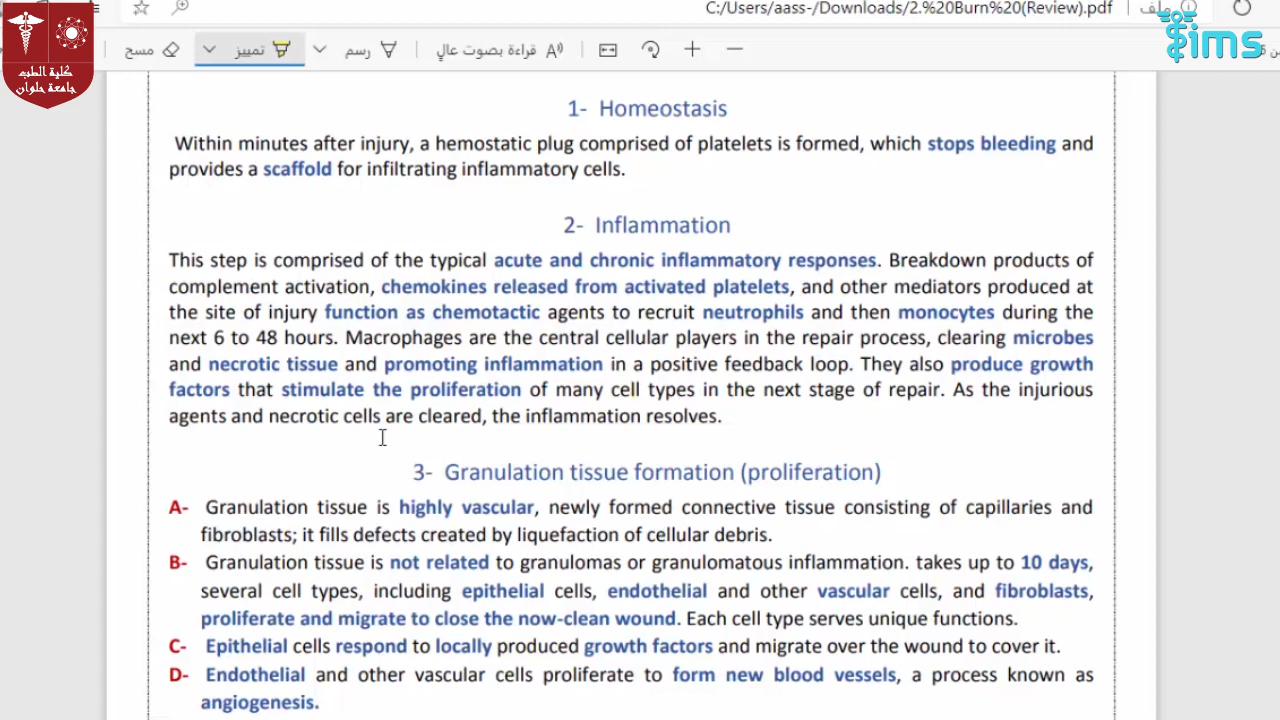 C:/Users/aass-/Downloads/2.%20Burn%20(Review).pdf ملف
مسح تمييز رسم قراءة بصوت عالٍ
كلية الطب
جامعة حلوان
ims
1- Homeostasis
Within minutes after injury, a hemostatic plug comprised of platelets is formed, which stops bleeding and
provides a scaffold for infiltrating inflammatory cells.
2- Inflammation
This step is comprised of the typical acute and chronic inflammatory responses. Breakdown products of
complement activation, chemokines released from activated platelets, and other mediators produced at
the site of injury function as chemotactic agents to recruit neutrophils and then monocytes during the
next 6 to 48 hours. Macrophages are the central cellular players in the repair process, clearing microbes
and necrotic tissue and promoting inflammation in a positive feedback loop. They also produce growth
factors that stimulate the proliferation of many cell types in the next stage of repair. As the injurious
agents and necrotic cells are cleared, the inflammation resolves.
3- Granulation tissue formation (proliferation)
A- Granulation tissue is highly vascular, newly formed connective tissue consisting of capillaries and
fibroblasts; it fills defects created by liquefaction of cellular debris.
B- Granulation tissue is not related to granulomas or granulomatous inflammation. takes up to 10 days,
several cell types, including epithelial cells, endothelial and other vascular cells, and fibroblasts,
proliferate and migrate to close the now-clean wound. Each cell type serves unique functions.
C- Epithelial cells respond to locally produced growth factors and migrate over the wound to cover it.
D- Endothelial and other vascular cells proliferate to form new blood vessels, a process known as
angiogenesis.